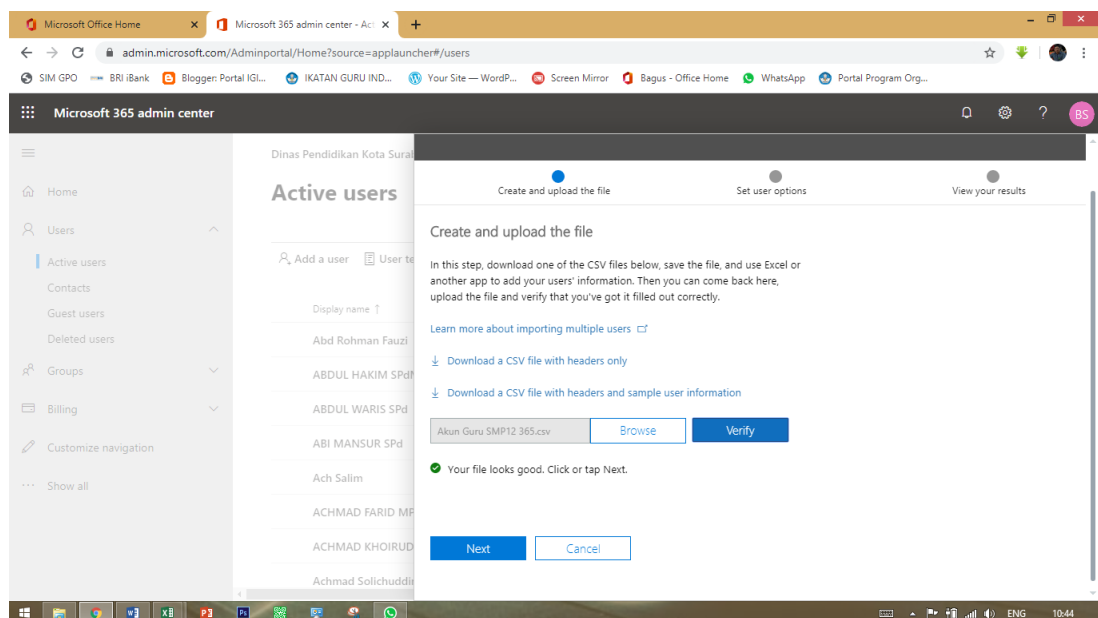 Microsoft Office Home
Microsoft 365 admin center - Act
admin.microsoft.com/Adminportal/Home?source=applauncher#/users
SIM GPO
BRI iBank
Blogger: Portal IGI...
IKATAN GURU IND...
Your Site — WordP...
Screen Mirror
Bagus - Office Home
WhatsApp
Portal Program Org...
Microsoft 365 admin center
?
BS
Home
Users
Active users
Contacts
Guest users
Deleted users
Groups
Billing
Customize navigation
Show all
Dinas Pendidikan Kota Sural
Active users
Add a user
User te
Display name ↑
Abd Rohman Fauzi
ABDUL HAKIM SPdI
ABDUL WARIS SPd
ABI MANSUR SPd
Ach Salim
ACHMAD FARID MP
ACHMAD KHOIRUD
Achmad Solichuddi
Create and upload the file
Set user options
View your results
Create and upload the file
In this step, download one of the CSV files below, save the file, and use Excel or
another app to add your users' information. Then you can come back here,
upload the file and verify that you've got it filled out correctly.
Learn more about importing multiple users
Download a CSV file with headers only
Download a CSV file with headers and sample user information
Akun Guru SMP12 365.csv
Browse
Verify
Your file looks good. Click or tap Next.
Next
Cancel
ENG
10:44